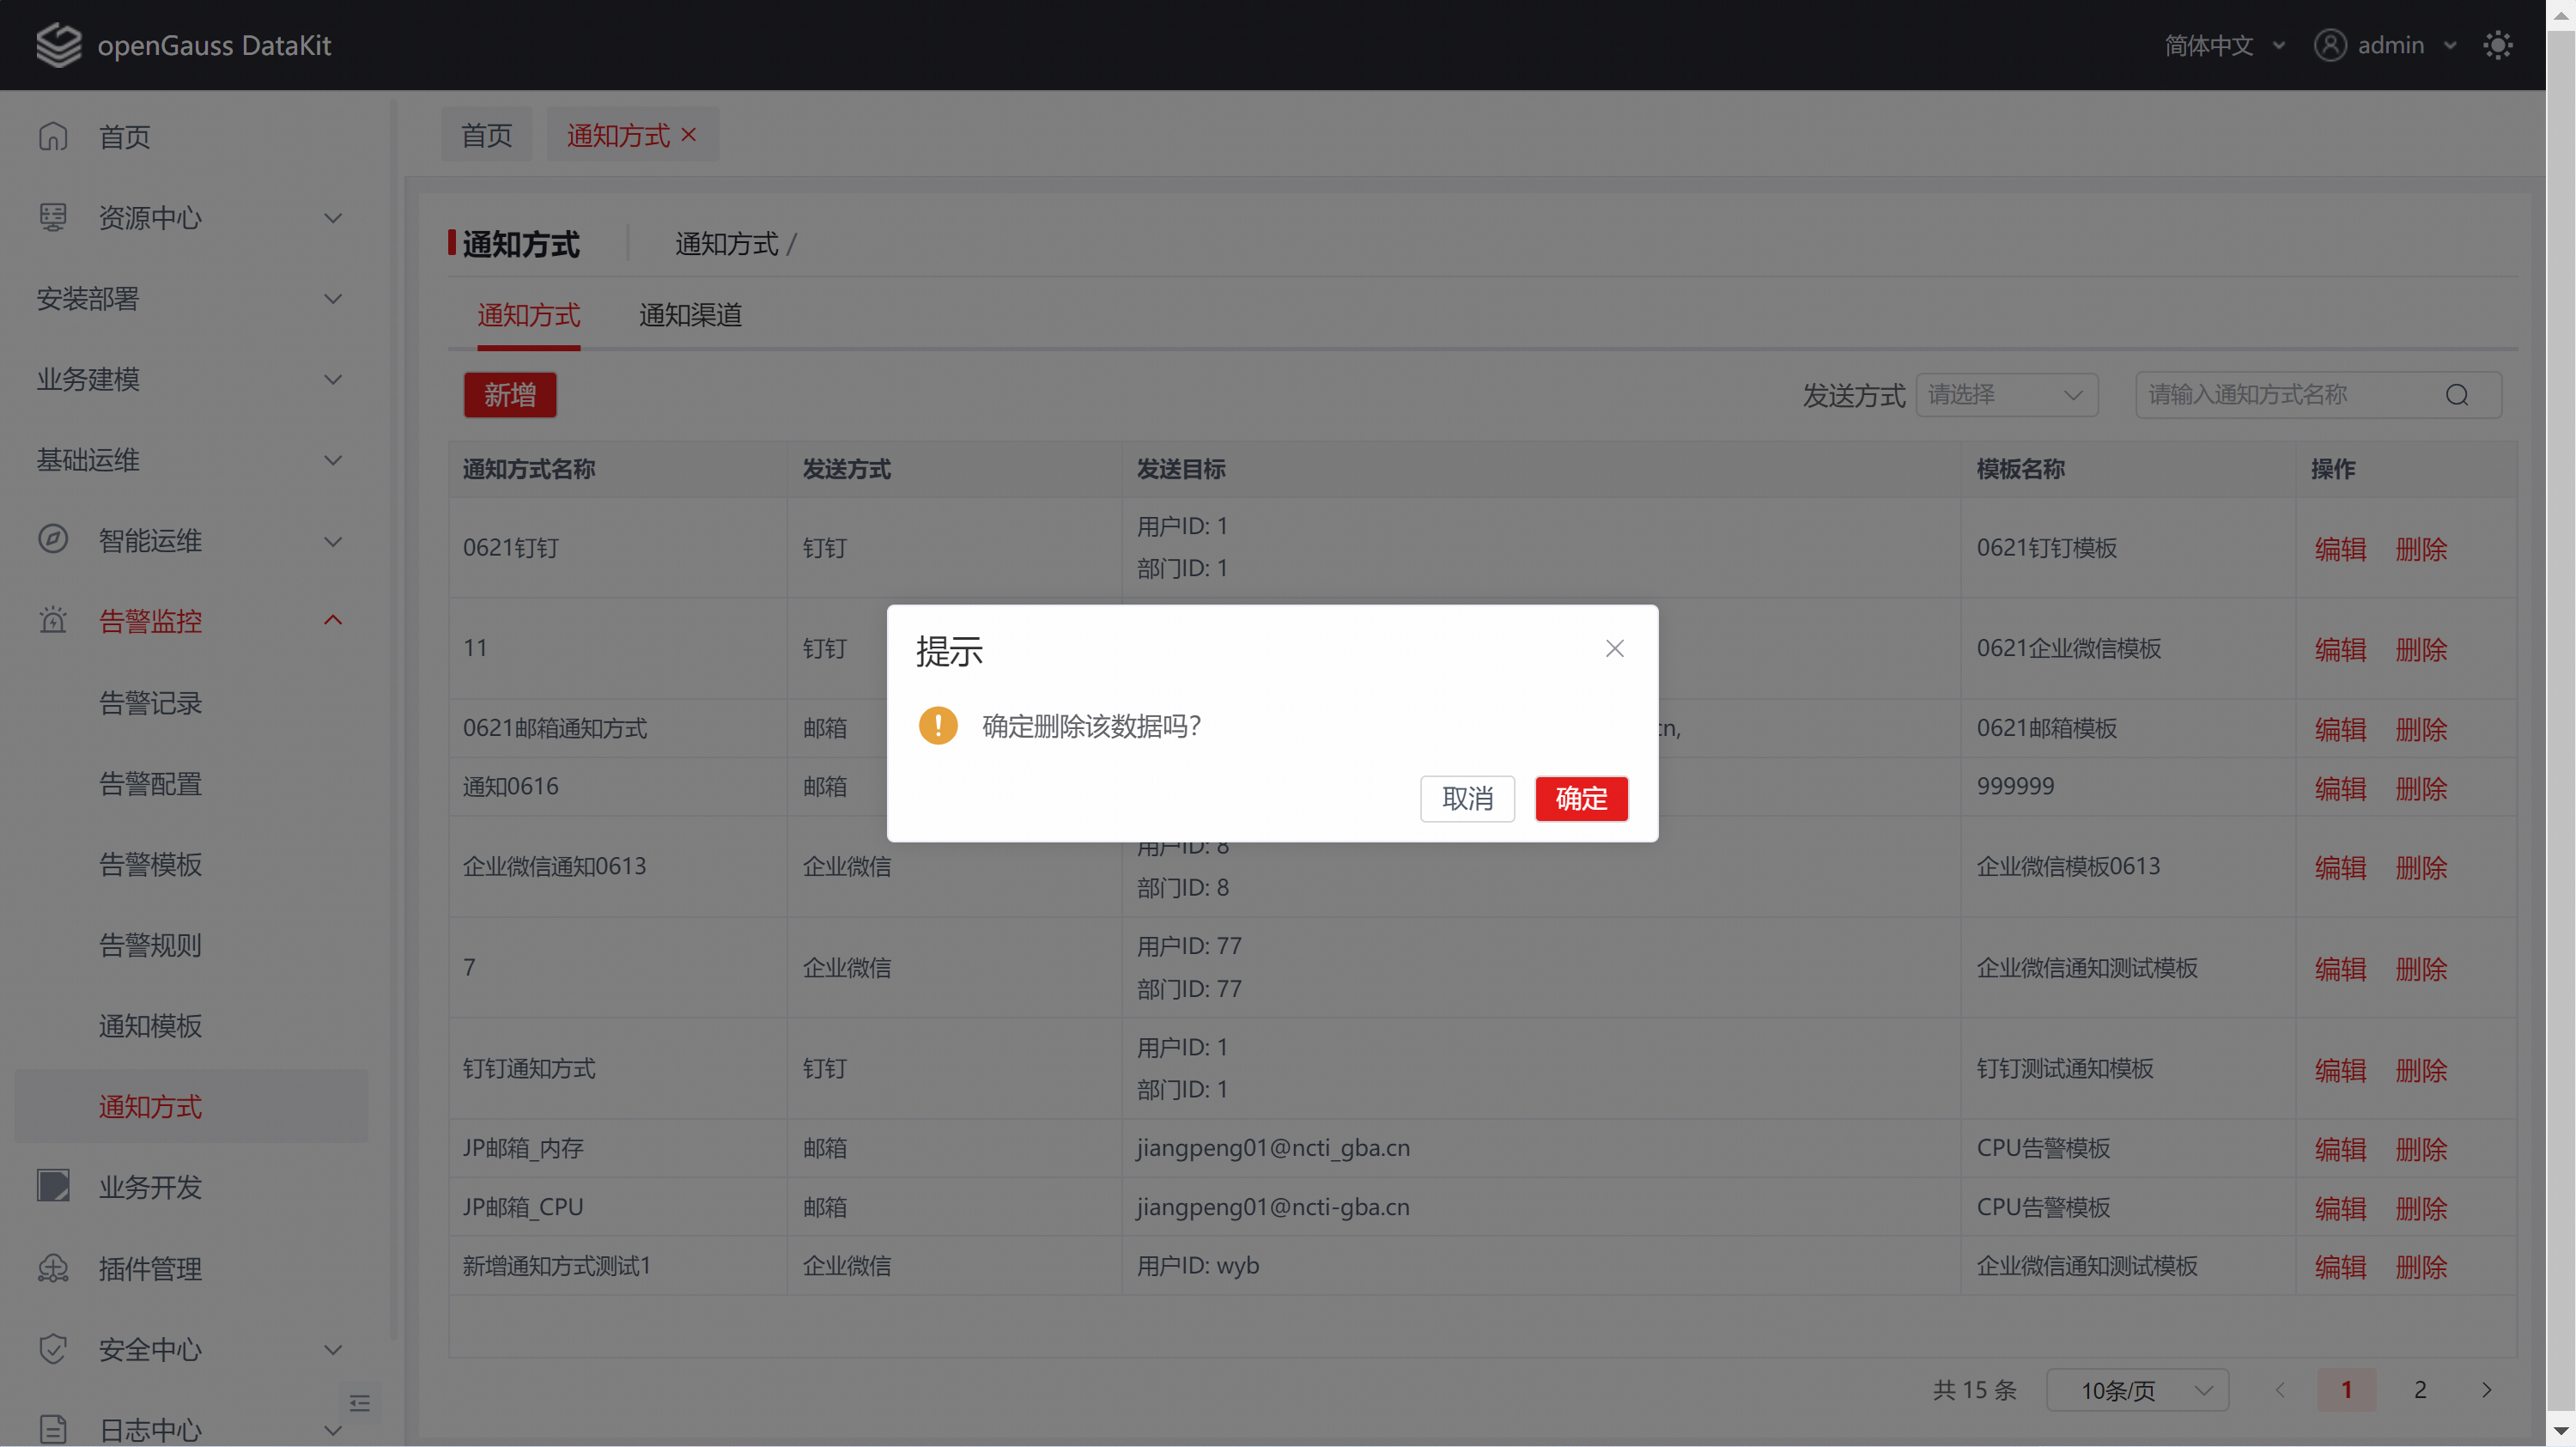 openGauss DataKit
简体中文
admin
首页
资源中心
安装部署
业务建模
基础运维
智能运维
告警监控
告警记录
告警配置
告警模板
告警规则
通知模板
通知方式
业务开发
插件管理
安全中心
日志中心
首页 通知方式
通知方式 通知方式 /
通知方式 通知渠道
新增 发送方式 请选择 请输入通知方式名称
通知方式名称 发送方式 发送目标 模板名称 操作
0621钉钉 钉钉 用户ID: 1
部门ID: 1
0621钉钉模板 编辑 删除
11 钉钉 0621企业微信模板 编辑 删除
0621邮箱通知方式 邮箱 cn, 0621邮箱模板 编辑 删除
通知0616 邮箱 999999 编辑 删除
企业微信通知0613 企业微信 用户ID: 8
部门ID: 8
企业微信模板0613 编辑 删除
7 企业微信 用户ID: 77
部门ID: 77
企业微信通知测试模板 编辑 删除
钉钉通知方式 钉钉 用户ID: 1
部门ID: 1
钉钉测试通知模板 编辑 删除
JP邮箱_内存 邮箱 jiangpeng01@ncti_gba.cn CPU告警模板 编辑 删除
JP邮箱_CPU 邮箱 jiangpeng01@ncti-gba.cn CPU告警模板 编辑 删除
新增通知方式测试1 企业微信 用户ID: wyb 企业微信通知测试模板 编辑 删除
共 15 条 10条/页 1 2
提示
确定删除该数据吗?
取消 确定